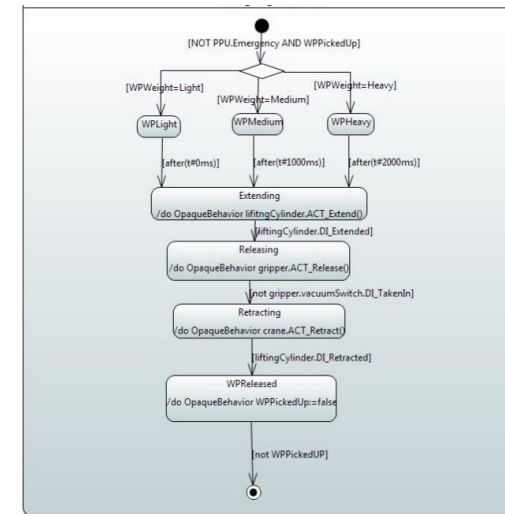 [NOT PPU.Emergency AND WPPickedUp]
[WPWeight=Light]
[WPWeight=Heavy]
[WPWeight=Medium]
WPLight
WPMedium
WPHeavy
[after(t#0ms)]
[after(t#1000ms)]
[after(t#2000ms)]
Extending
/do OpaqueBehavior lifitngCylinder.ACT_Extend()
[liftingCylinder.DI_Extended]
Releasing
/do OpaqueBehavior gripper.ACT_Release()
[not gripper.vacuumSwitch.DI_TakenIn]
Retracting
/do OpaqueBehavior crane.ACT_Retract()
[liftingCylinder.DI_Retracted]
WPReleased
/do OpaqueBehavior WPPickedUp:=false
[not WPPickedUP]